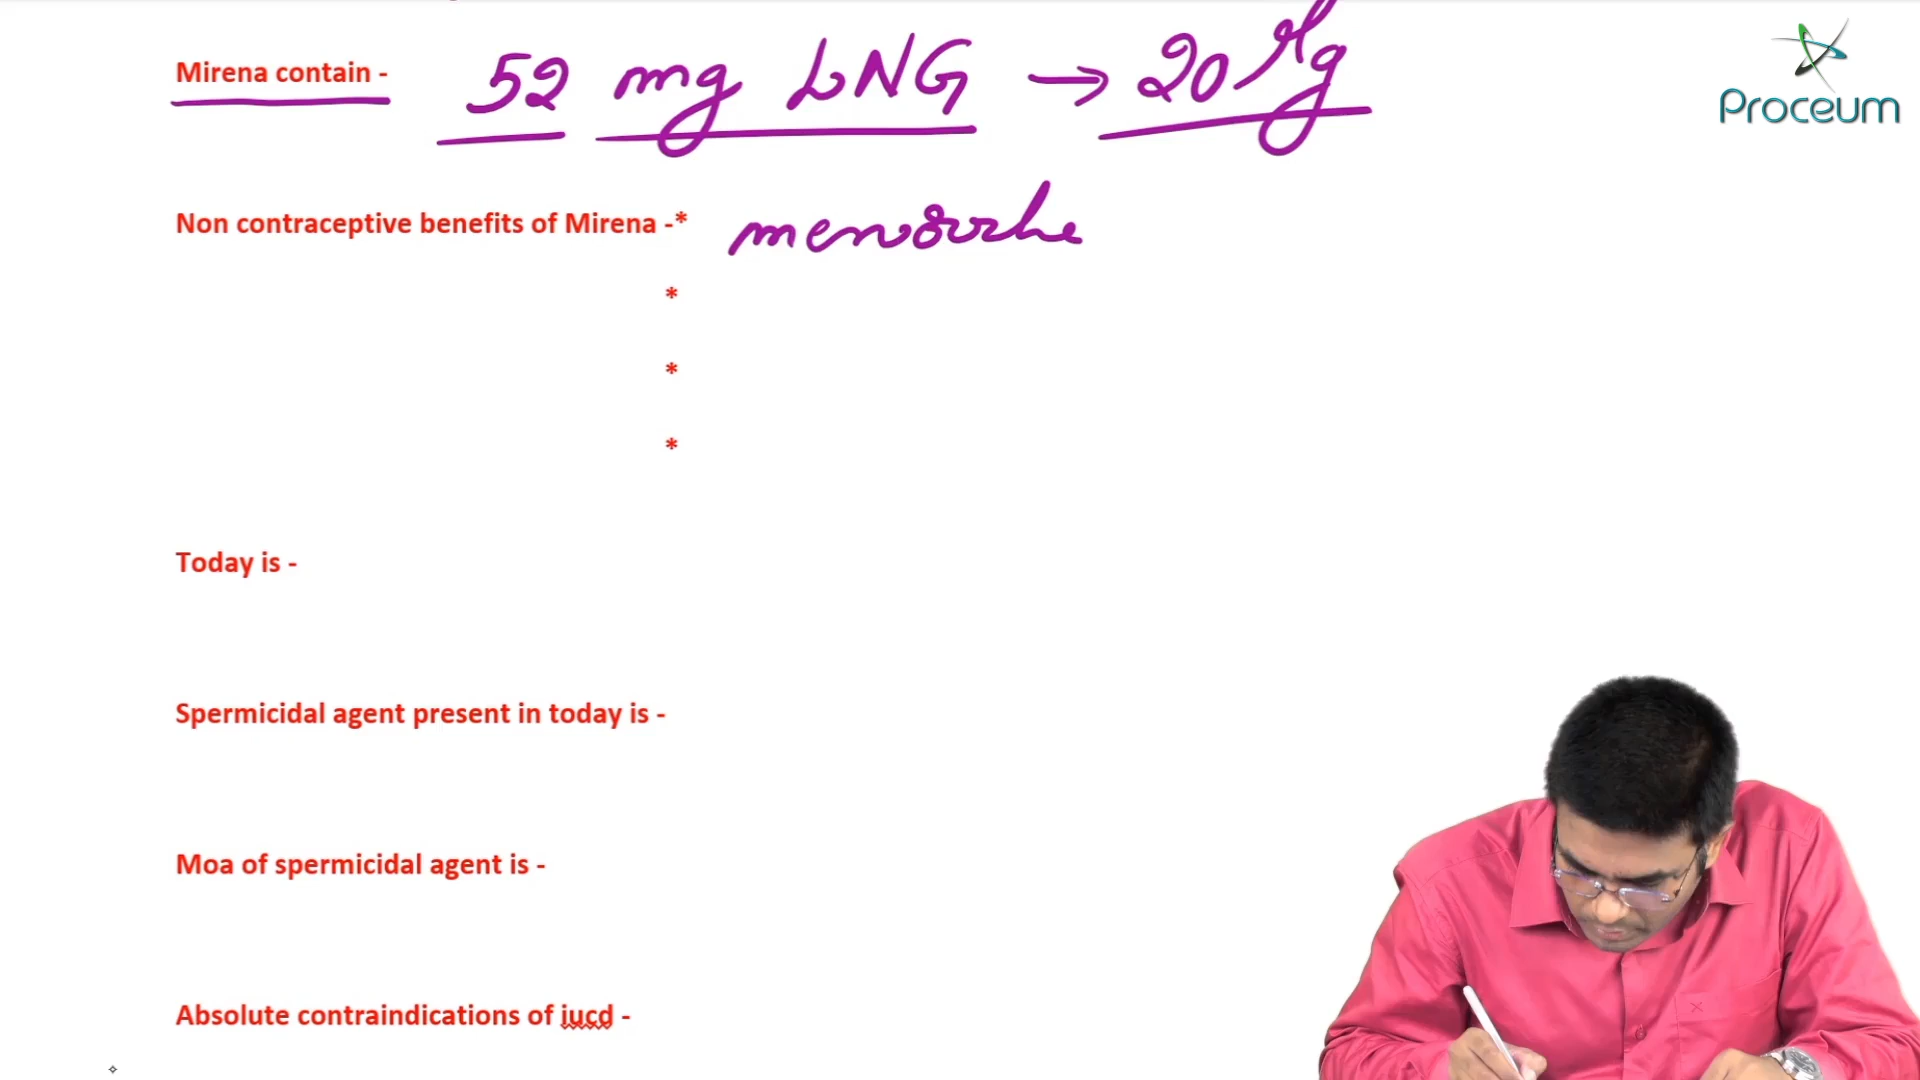 Mirena contain - 52 mg LNG → 20 μg
Proceum
Non contraceptive benefits of Mirena -* menorrha
*
*
*
Today is -
Spermicidal agent present in today is -
Moa of spermicidal agent is -
Absolute contraindications of iucd -